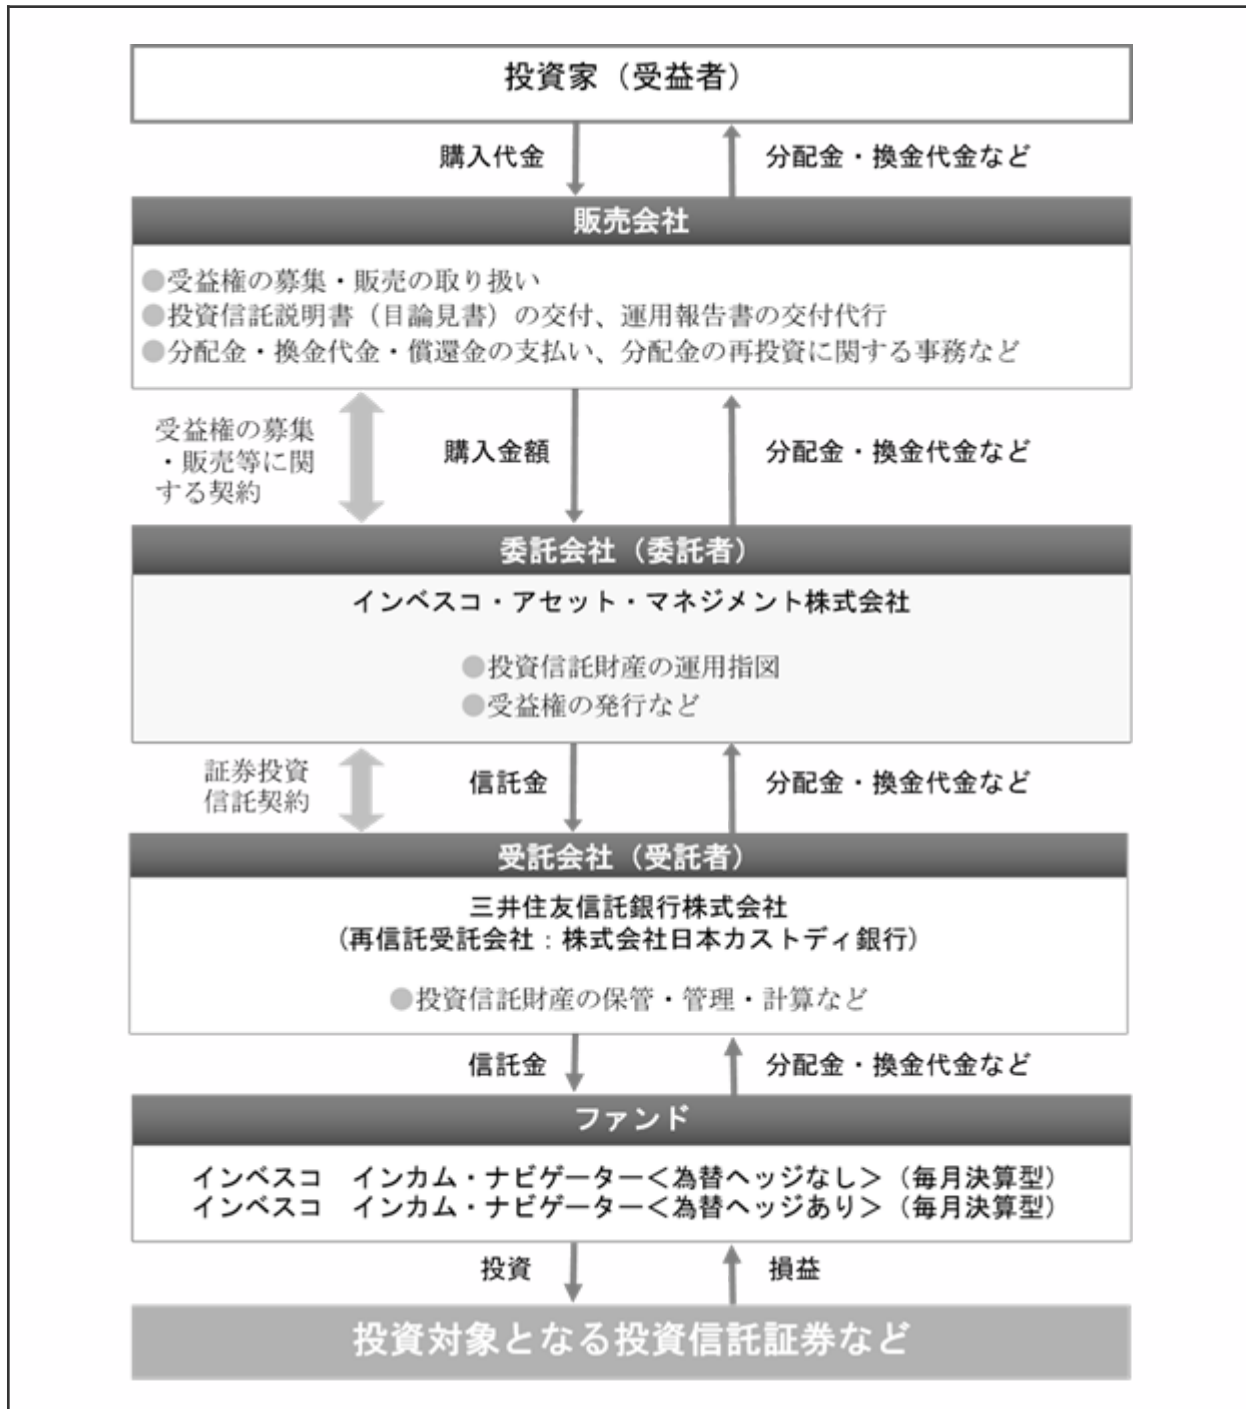 投資家（受益者）
購入代金
分配金・換金代金など
販売会社
●受益権の募集・販売の取り扱い
●投資信託説明書（目論見書）の交付、運用報告書の交付代行
●分配金・換金代金・償還金の支払い、分配金の再投資に関する事務など
受益権の募集
・販売等に関
する契約
購入金額
分配金・換金代金など
委託会社（委託者）
インベスコ・アセット・マネジメント株式会社
●投資信託財産の運用指図
●受益権の発行など
証券投資
信託契約
信託金
分配金・換金代金など
受託会社（受託者）
三井住友信託銀行株式会社
（再信託受託会社：株式会社日本カストディ銀行）
●投資信託財産の保管・管理・計算など
信託金
分配金・換金代金など
ファンド
インベスコ　インカム・ナビゲーター＜為替ヘッジなし＞（毎月決算型）
インベスコ　インカム・ナビゲーター＜為替ヘッジあり＞（毎月決算型）
投資
損益
投資対象となる投資信託証券など